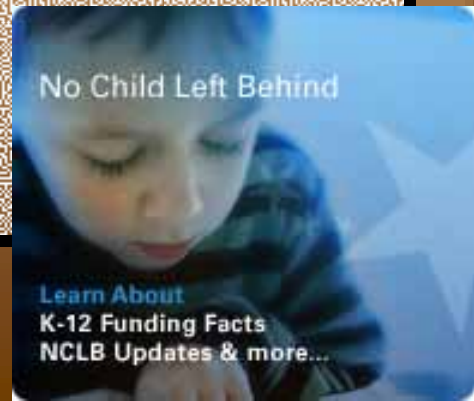 No Child Left Behind
Learn About
K-12 Funding Facts
NCLB Updates & more...